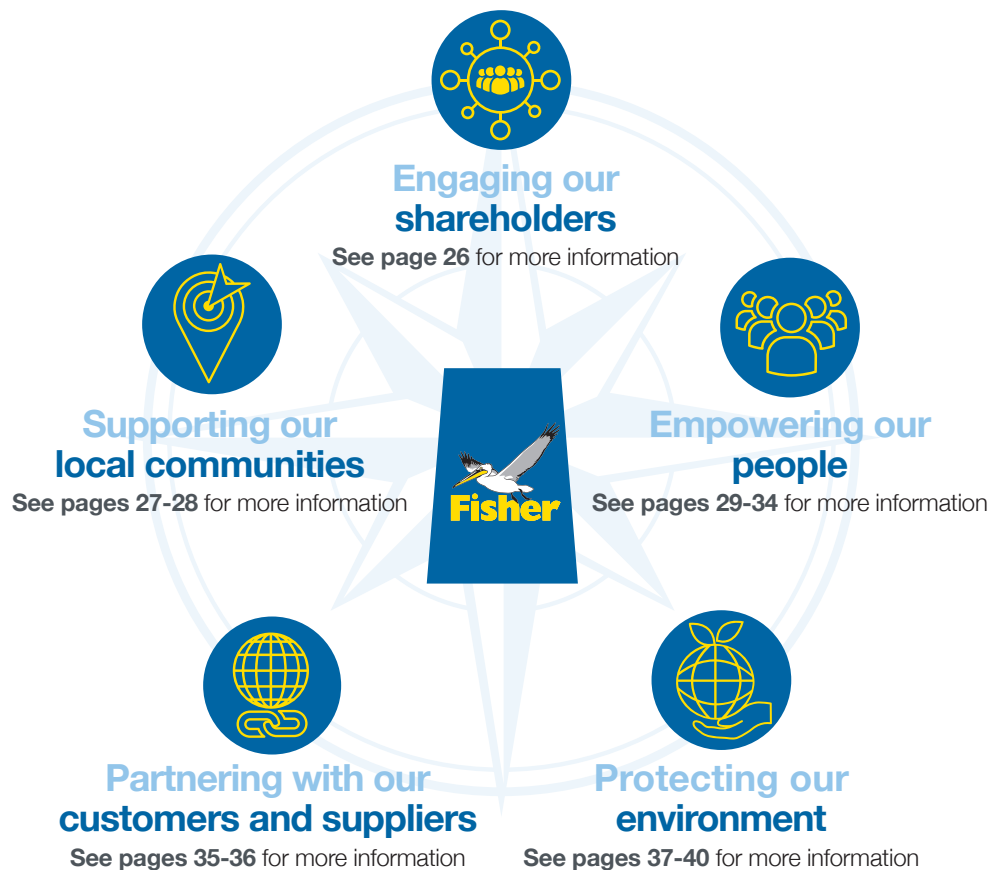 Engaging our
shareholders
See page 26 for more information
Supporting our
local communities
See pages 27-28 for more information
Empowering our
people
See pages 29-34 for more information
Fisher
Partnering with our
customers and suppliers
See pages 35-36 for more information
Protecting our
environment
See pages 37-40 for more information